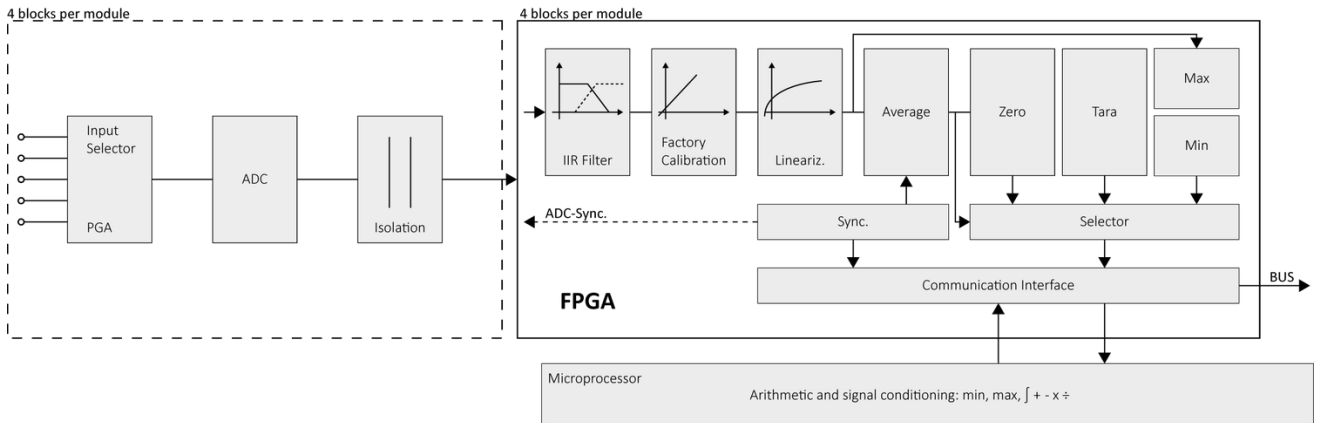 4 blocks per module
Input
Selector
PGA
ADC
Isolation
4 blocks per module
IIR Filter
Factory
Calibration
Lineariz.
Average
Zero
Tara
Max
Min
ADC-Sync.
Sync.
Selector
Communication Interface
BUS
FPGA
Microprocessor
Arithmetic and signal conditioning: min, max, ∫ + - x ÷